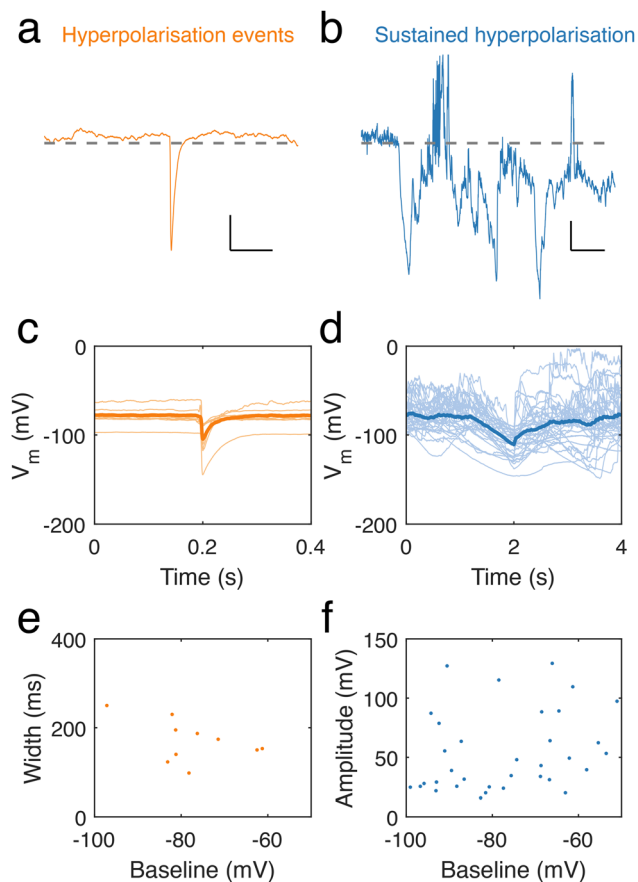 a Hyperpolarisation events
b Sustained hyperpolarisation
c
0
-100
-200
Vm (mV)
0 0.2 0.4
Time (s)
d
0
-100
-200
Vm (mV)
0 2 4
Time (s)
e
400
200
0
Width (ms)
-100 -80 -60
Baseline (mV)
f
150
100
50
0
Amplitude (mV)
-100 -80 -60
Baseline (mV)